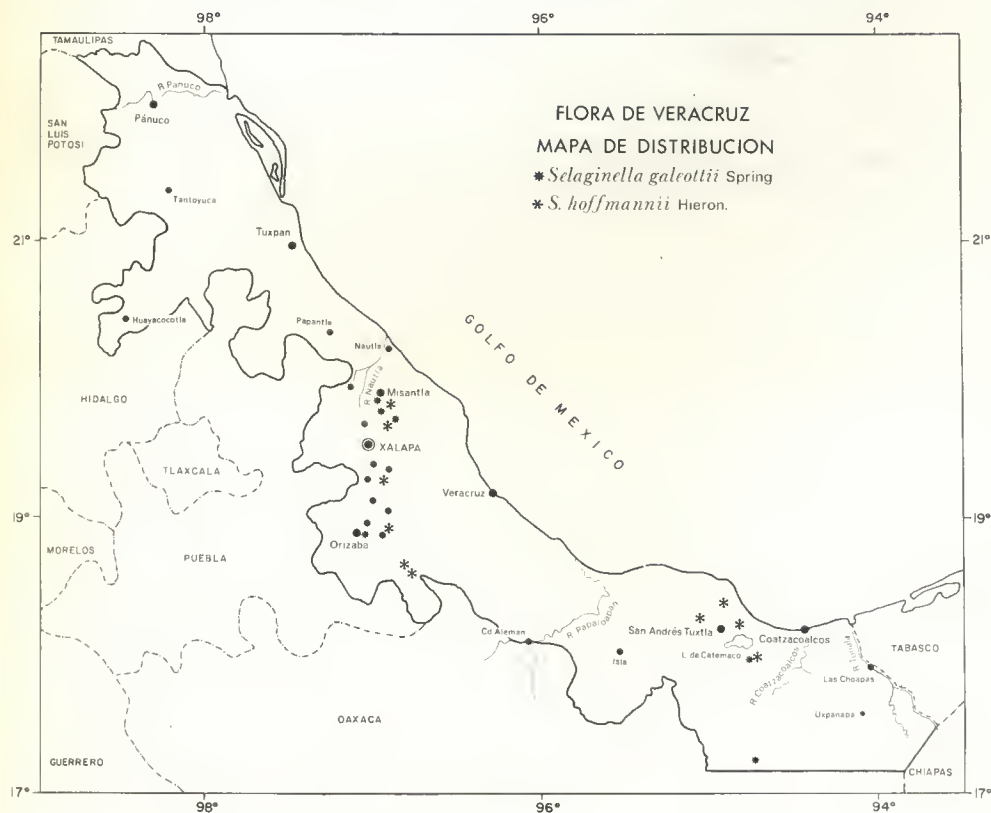 98°
96°
94°
TAMAULIPAS
R Panuco
Pánuco
SAN
LUIS
POTOSI
FLORA DE VERACRUZ
MAPA DE DISTRIBUCION
Selaginella galeottii Spring
* S. hoffmannii Hieron.
Tantoyuca
21°
21°
Tuxpan
Huayacocotla
Papantla
Nautla
GOLFO DE MEXICO
R. Nautla
Misantla
HIDALGO
XALAPA
TLAXCALA
Veracruz
19°
19°
Orizaba
MORELOS
PUEBLA
R Papaloapan
Cd Aleman
San Andrés Tuxtla
Coatzacoalcos
Isla
L. de Catemaco
R Coatzacoalcos
R Tonala
TABASCO
Las Choapas
Uxpanapa
OAXACA
GUERRERO
CHIAPAS
17°
17°
98°
96°
94°